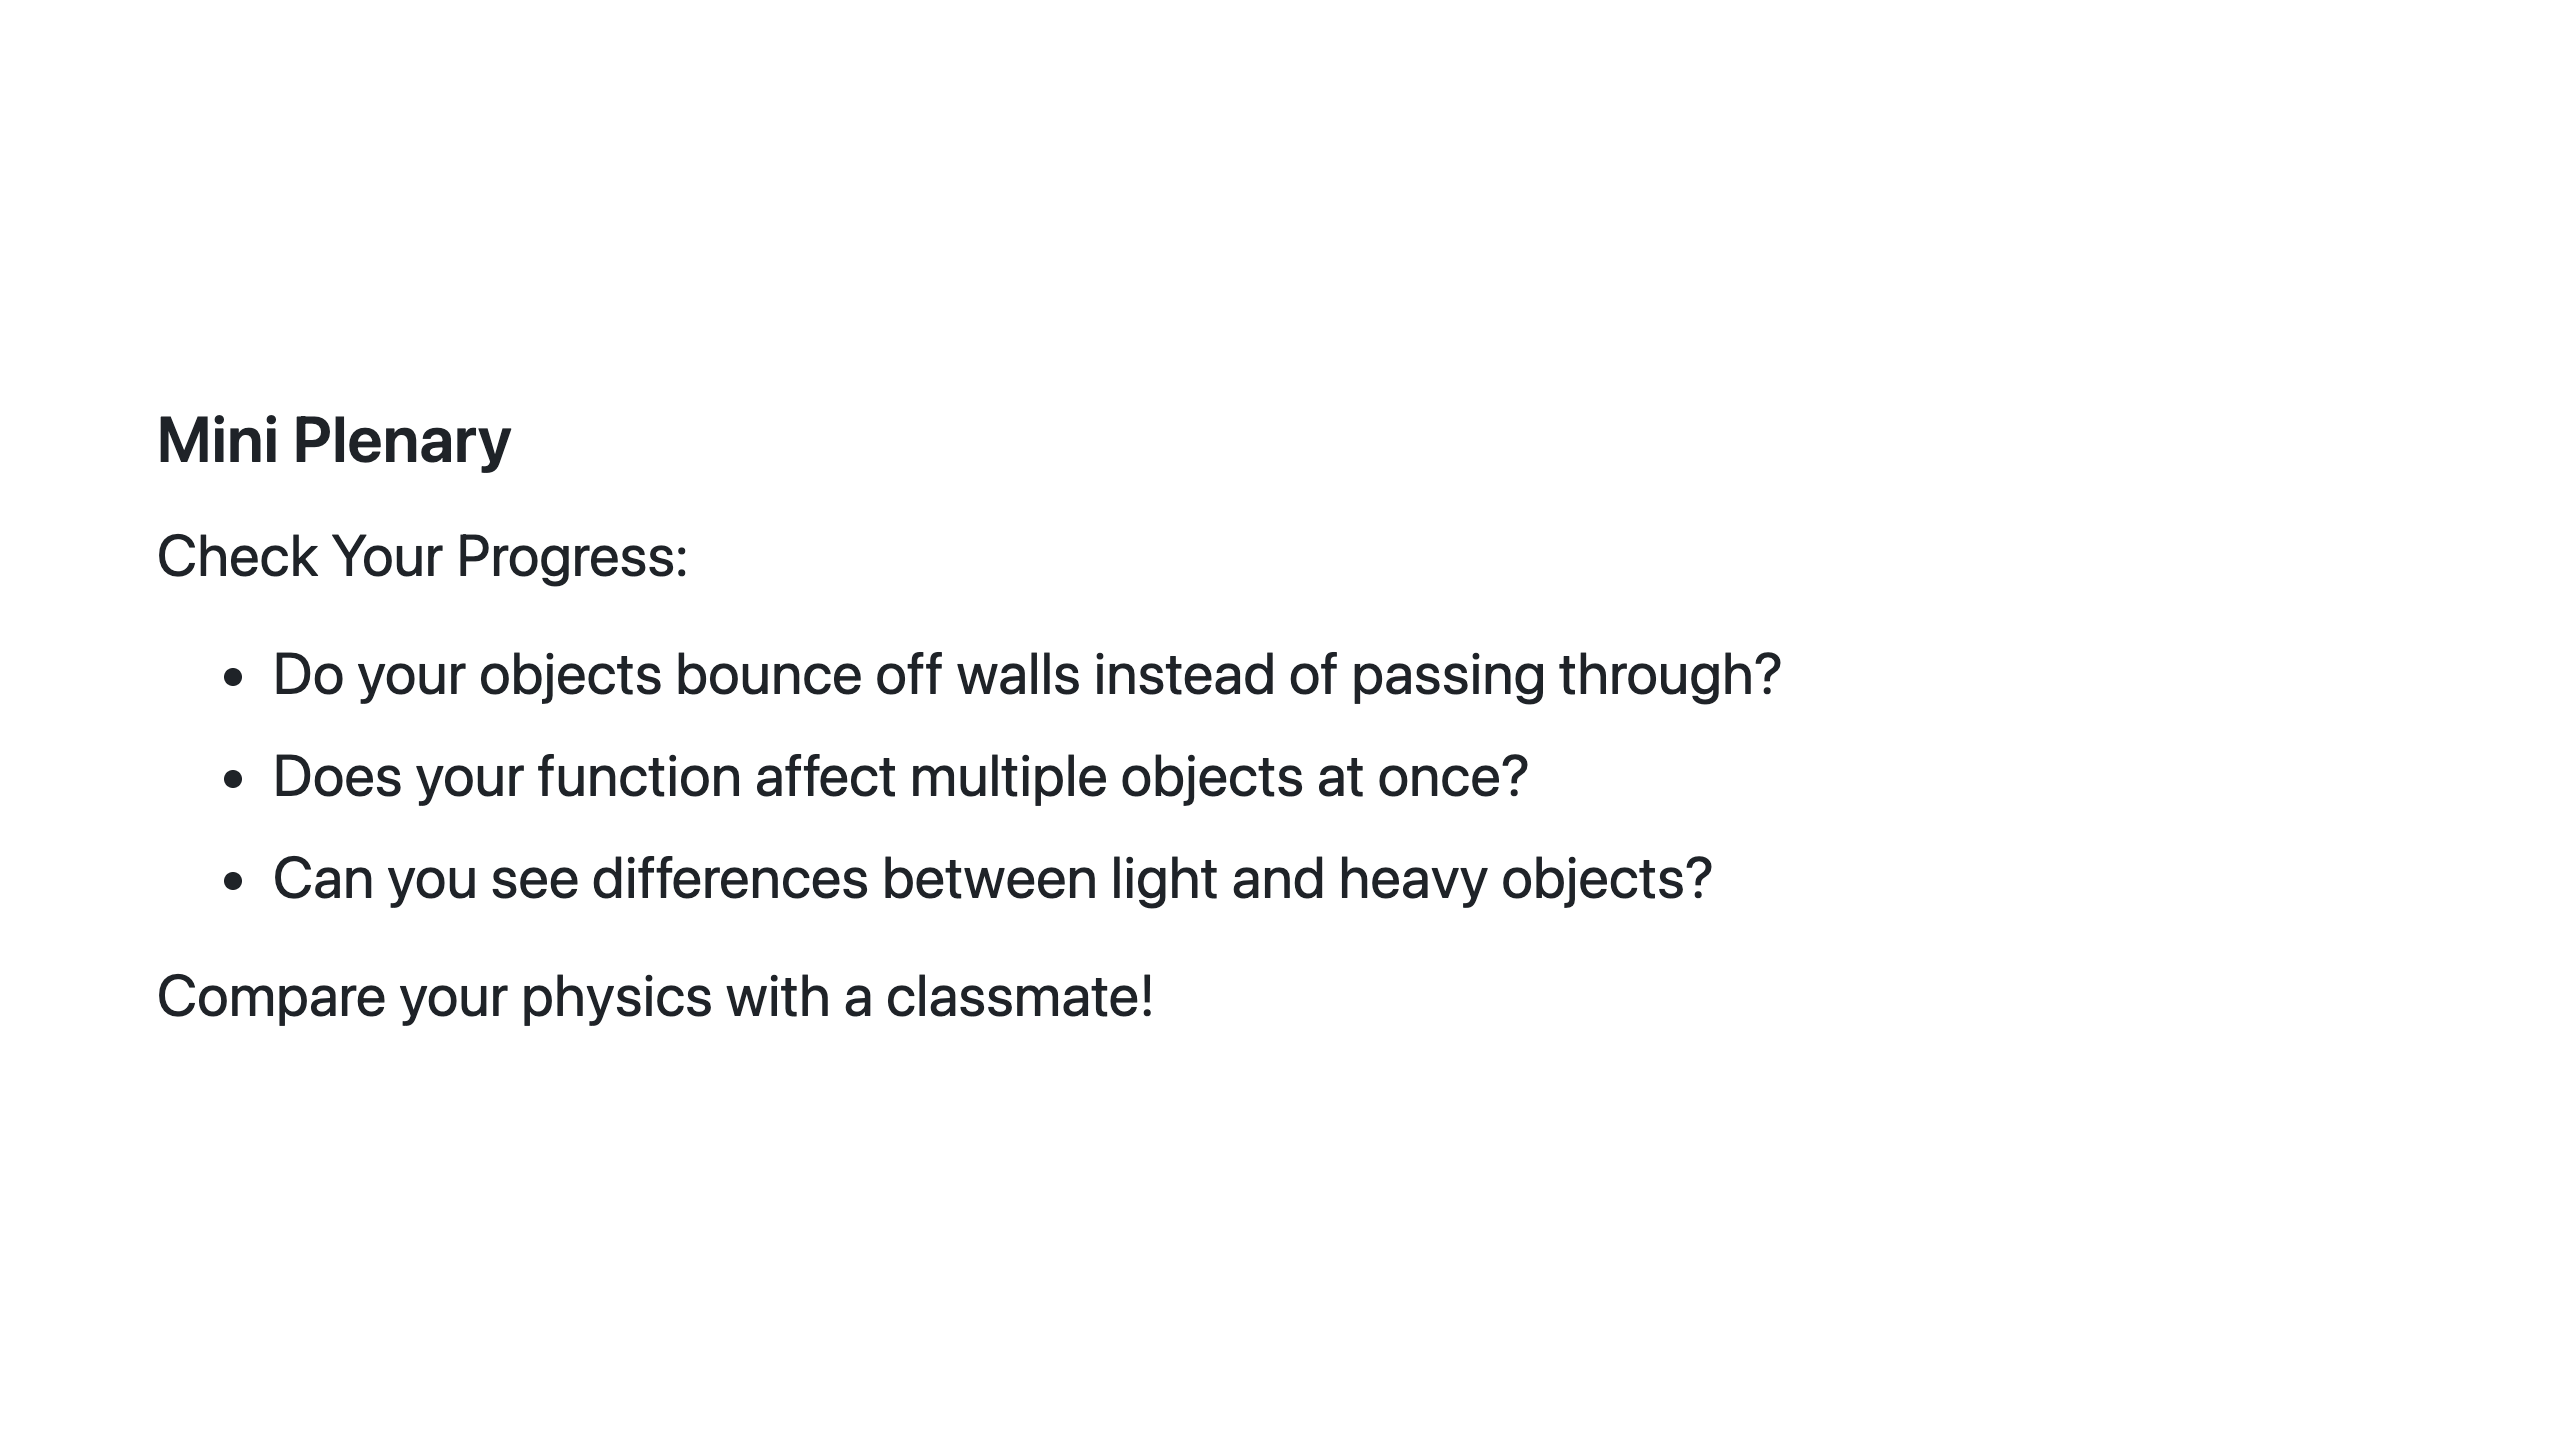 Mini Plenary
Check Your Progress:
• Do your objects bounce off walls instead of passing through?
• Does your function affect multiple objects at once?
• Can you see differences between light and heavy objects?
Compare your physics with a classmate!